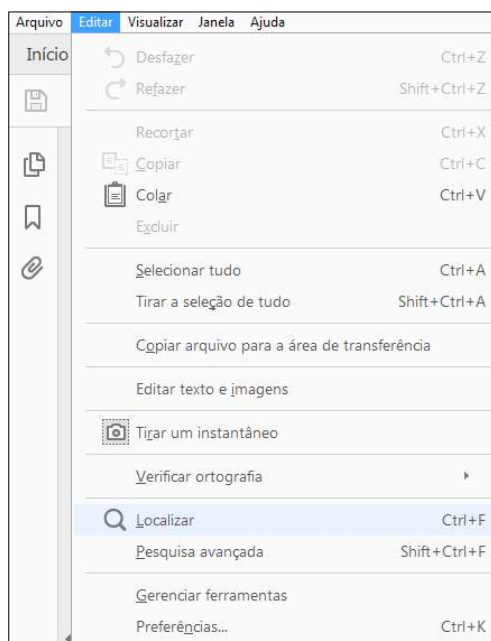 Arquivo Editar Visualizar Janela Ajuda
Início
Desfazer Ctrl+Z
Refazer Shift+Ctrl+Z
Recortar Ctrl+X
Copiar Ctrl+C
Colar Ctrl+V
Excluir
Selecionar tudo Ctrl+A
Tirar a seleção de tudo Shift+Ctrl+A
Copiar arquivo para a área de transferência
Editar texto e imagens
Tirar um instantâneo
Verificar ortografia
Localizar Ctrl+F
Pesquisa avançada Shift+Ctrl+F
Gerenciar ferramentas
Preferências... Ctrl+K